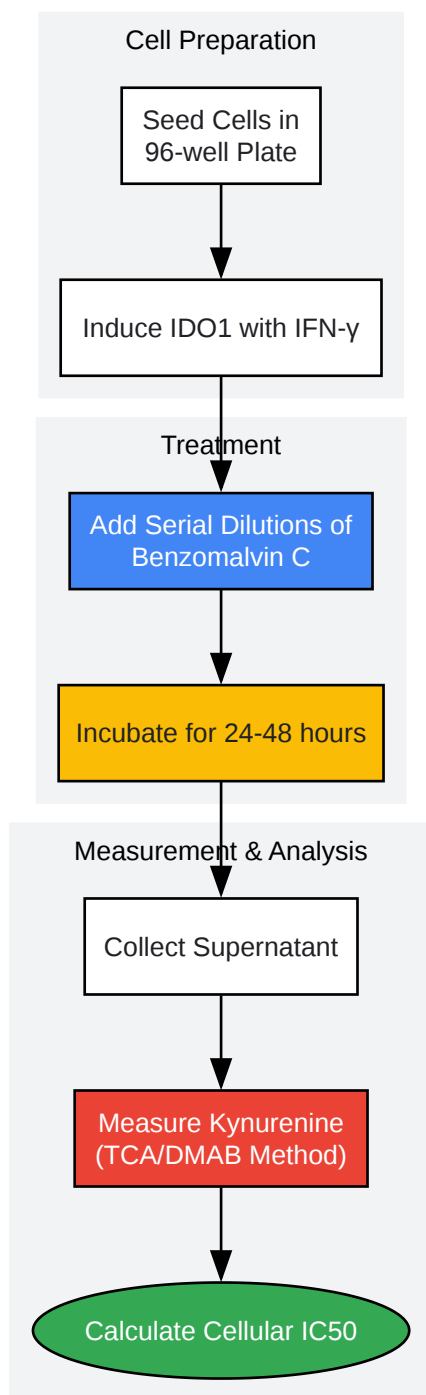 Cell Preparation
Seed Cells in
96-well Plate
Induce IDO1 with IFN-γ
Treatment
Add Serial Dilutions of
Benzomalvin C
Incubate for 24-48 hours
Measurement & Analysis
Collect Supernatant
Measure Kynurenine
(TCA/DMAB Method)
Calculate Cellular IC50